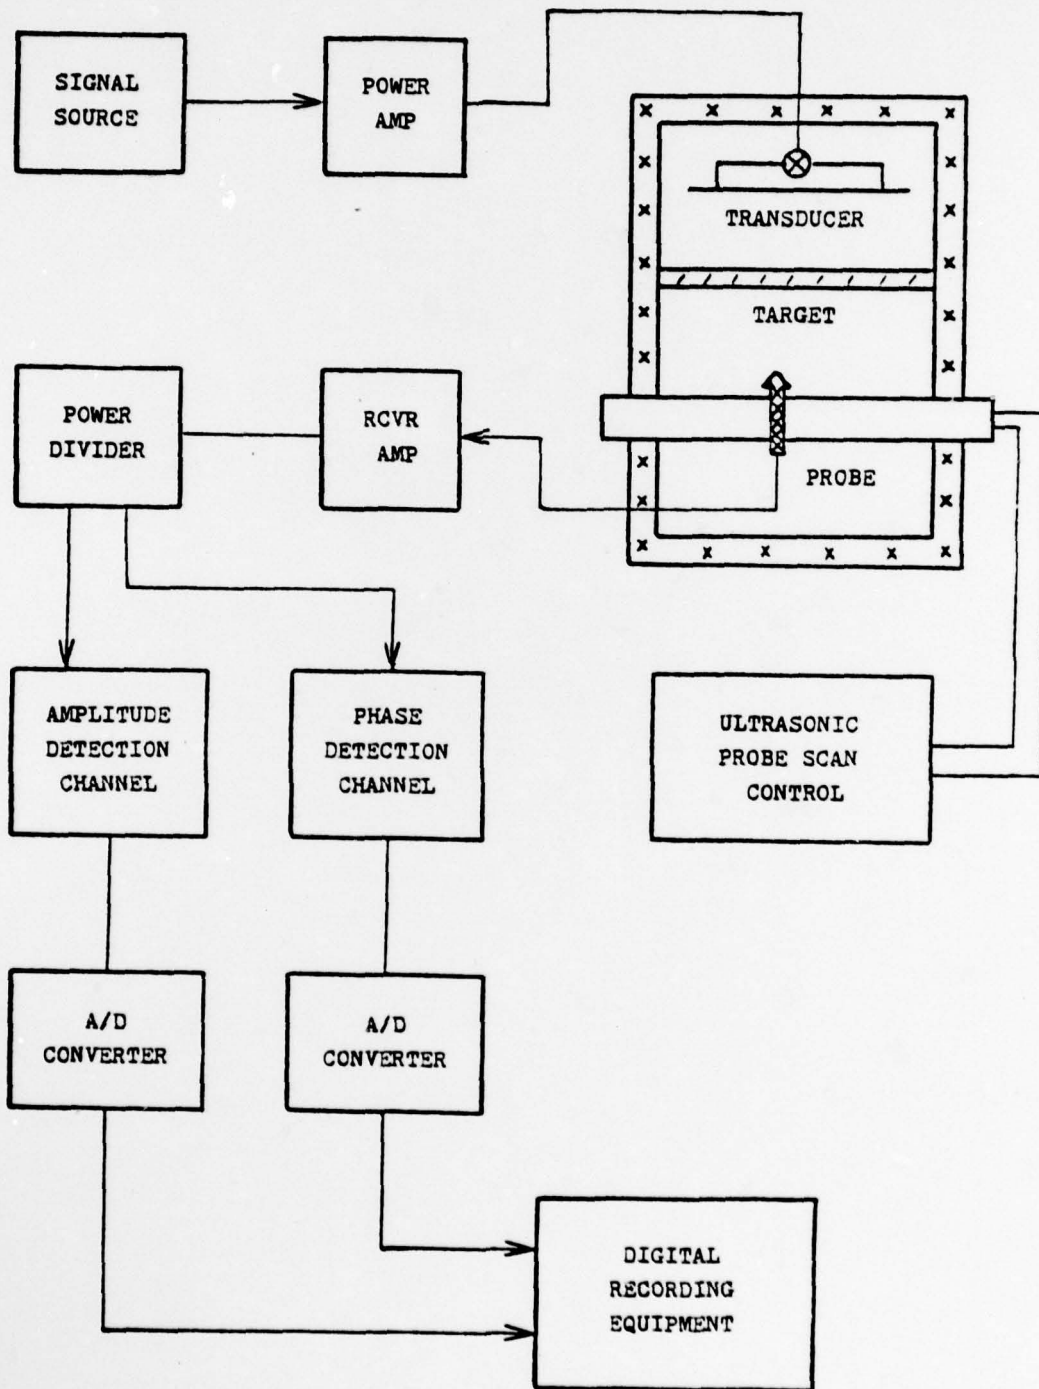 SIGNAL
SOURCE
POWER
AMP
TRANSDUCER
TARGET
POWER
DIVIDER
RCVR
AMP
PROBE
AMPLITUDE
DETECTION
CHANNEL
PHASE
DETECTION
CHANNEL
ULTRASONIC
PROBE SCAN
CONTROL
A/D
CONVERTER
A/D
CONVERTER
DIGITAL
RECORDING
EQUIPMENT